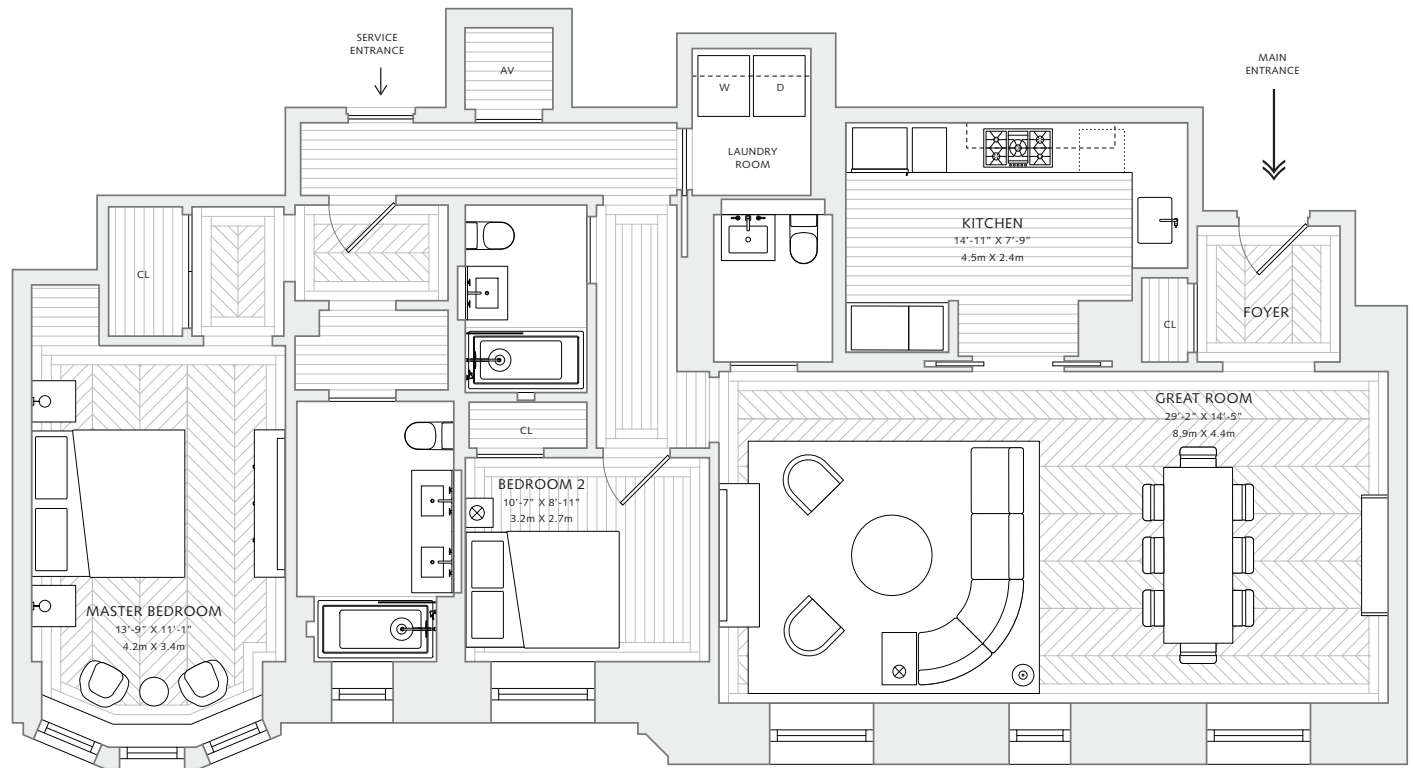 SERVICE
ENTRANCE
AV
W
D
LAUNDRY
ROOM
MAIN
ENTRANCE
KITCHEN
14'-11" X 7'-9"
4.5m X 2.4m
CL
FOYER
CL
GREAT ROOM
29'-2" X 14'-5"
8.9m X 4.4m
CL
BEDROOM 2
10'-7" X 8'-11"
3.2m X 2.7m
MASTER BEDROOM
13'-9" X 11'-1"
4.2m X 3.4m